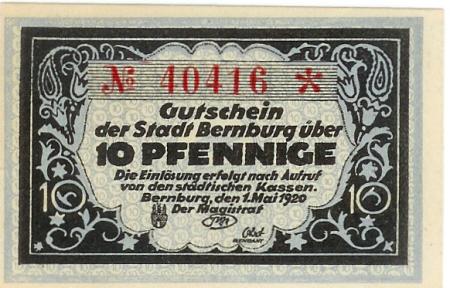 № 40416 *
Gutschein
der Stadt Bernburg über
10 PFENNIGE
Die Einlösung erfolgt nach Aufruf
von den städtischen Kassen.
Bernburg, den 1. Mai 1920
10 Der Magistrat 10
RENDANT